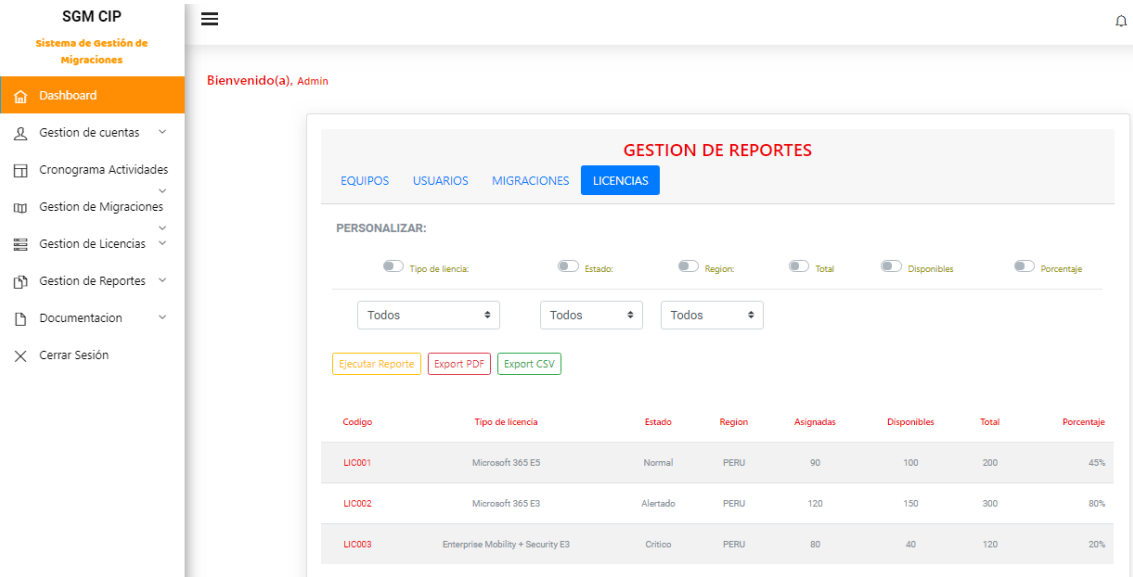 SGM CIP
Sistema de Gestión de
Migraciones
Dashboard
Gestion de cuentas
Cronograma Actividades
Gestion de Migraciones
Gestion de Licencias
Gestion de Reportes
Documentacion
Cerrar Sesión
Bienvenido(a), Admin
GESTION DE REPORTES
EQUIPOS USUARIOS MIGRACIONES LICENCIAS
PERSONALIZAR:
Tipo de liencia: Estado: Region: Total Disponibles Porcentaje
Todos Todos Todos
Ejecutar Reporte Export PDF Export CSV
Codigo Tipo de licencia Estado Region Asignadas Disponibles Total Porcentaje
LIC001 Microsoft 365 E5 Normal PERU 90 100 200 45%
LIC002 Microsoft 365 E3 Alertado PERU 120 150 300 80%
LIC003 Enterprise Mobility + Security E3 Critico PERU 80 40 120 20%